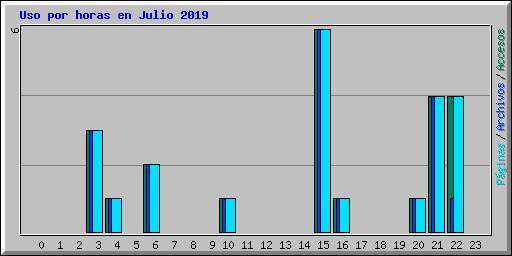 Uso por horas en Julio 2019
6
Páginas / Archivos / Accesos
0 1 2 3 4 5 6 7 8 9 10 11 12 13 14 15 16 17 18 19 20 21 22 23